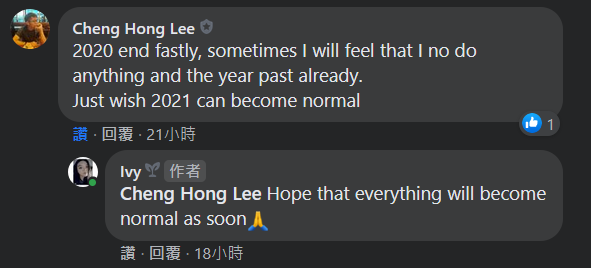 Cheng Hong Lee
2020 end fastly, sometimes I will feel that I no do
anything and the year past already.
Just wish 2021 can become normal
讚 · 回覆 · 21小時
1
Ivy 作者
Cheng Hong Lee Hope that everything will become
normal as soon🙏
讚 · 回覆 · 18小時